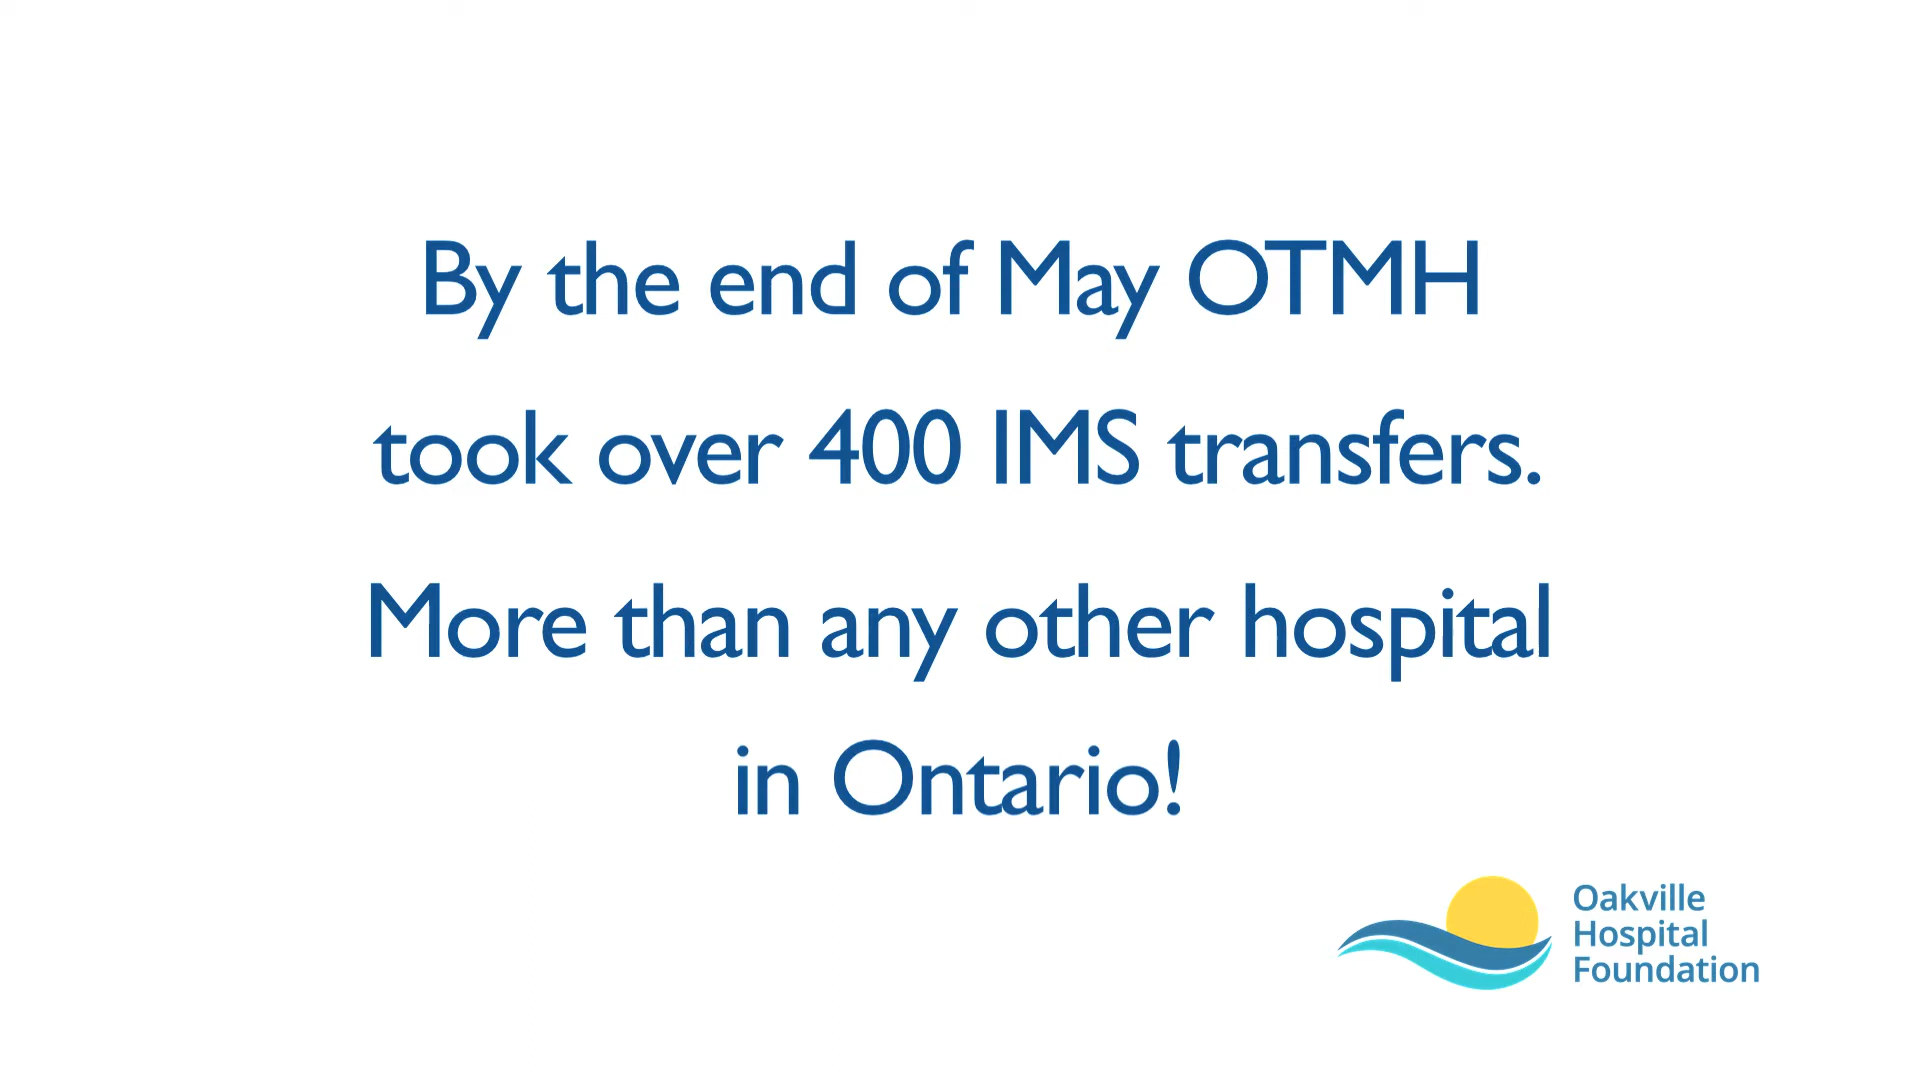 By the end of May OTMH
took over 400 IMS transfers.
More than any other hospital
in Ontario!
Oakville
Hospital
Foundation